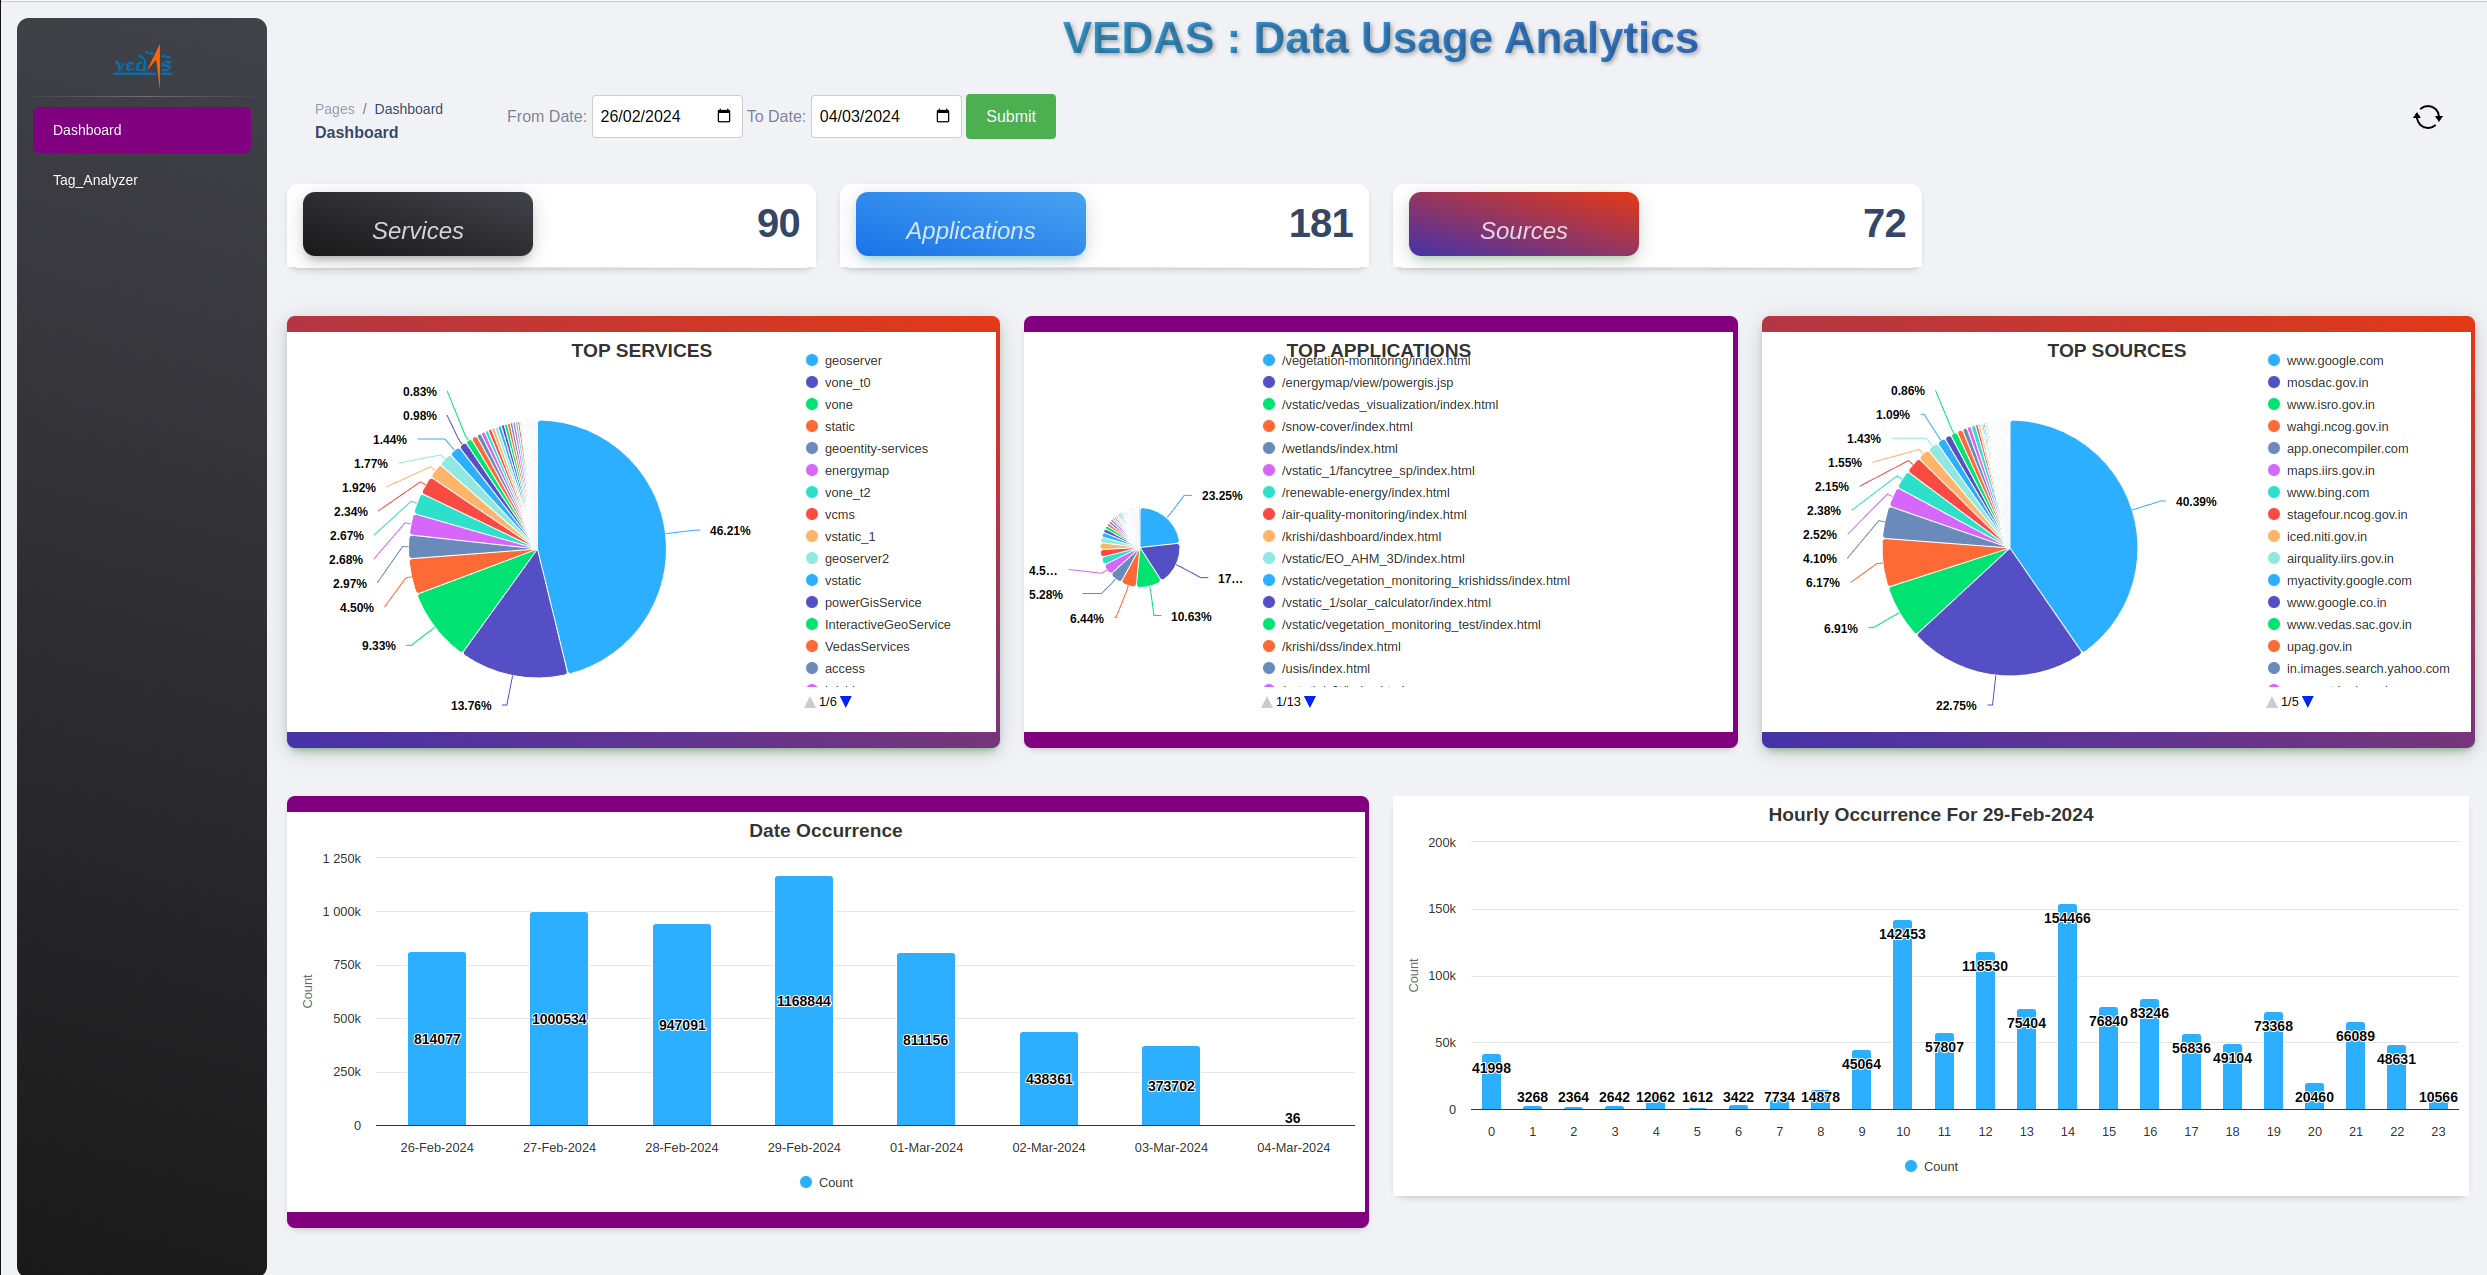 VEDAS : Data Usage Analytics
vedas
Dashboard
Tag_Analyzer
Pages / Dashboard
Dashboard
From Date: 26/02/2024 To Date: 04/03/2024 Submit
Services 90
Applications 181
Sources 72
TOP SERVICES
0.83%
0.98%
1.44%
1.77%
1.92%
2.34%
2.67%
2.68%
2.97%
4.50%
9.33%
13.76%
46.21%
geoserver
vone_t0
vone
static
geoentity-services
energymap
vone_t2
vcms
vstatic_1
geoserver2
vstatic
powerGisService
InteractiveGeoService
VedasServices
access
1/6
TOP APPLICATIONS
23.25%
17...
10.63%
6.44%
5.28%
4.5...
/vegetation-monitoring/index.html
/energymap/view/powergis.jsp
/vstatic/vedas_visualization/index.html
/snow-cover/index.html
/wetlands/index.html
/vstatic_1/fancytree_sp/index.html
/renewable-energy/index.html
/air-quality-monitoring/index.html
/krishi/dashboard/index.html
/vstatic/EO_AHM_3D/index.html
/vstatic/vegetation_monitoring_krishidss/index.html
/vstatic_1/solar_calculator/index.html
/vstatic/vegetation_monitoring_test/index.html
/krishi/dss/index.html
/usis/index.html
1/13
TOP SOURCES
0.86%
1.09%
1.43%
1.55%
2.15%
2.38%
2.52%
4.10%
6.17%
6.91%
22.75%
40.39%
www.google.com
mosdac.gov.in
www.isro.gov.in
wahgi.ncog.gov.in
app.onecompiler.com
maps.iirs.gov.in
www.bing.com
stagefour.ncog.gov.in
iced.niti.gov.in
airquality.iirs.gov.in
myactivity.google.com
www.google.co.in
www.vedas.sac.gov.in
upag.gov.in
in.images.search.yahoo.com
1/5
Date Occurrence
Count
1 250k
1 000k
750k
500k
250k
0
814077 1000534 947091 1168844 811156 438361 373702 36
26-Feb-2024 27-Feb-2024 28-Feb-2024 29-Feb-2024 01-Mar-2024 02-Mar-2024 03-Mar-2024 04-Mar-2024
Count
Hourly Occurrence For 29-Feb-2024
Count
200k
150k
100k
50k
0
41998 3268 2364 2642 12062 1612 3422 7734 14878 45064 142453 57807 118530 75404 154466 76840 83246 56836 49104 73368 20460 66089 48631 10566
0 1 2 3 4 5 6 7 8 9 10 11 12 13 14 15 16 17 18 19 20 21 22 23
Count